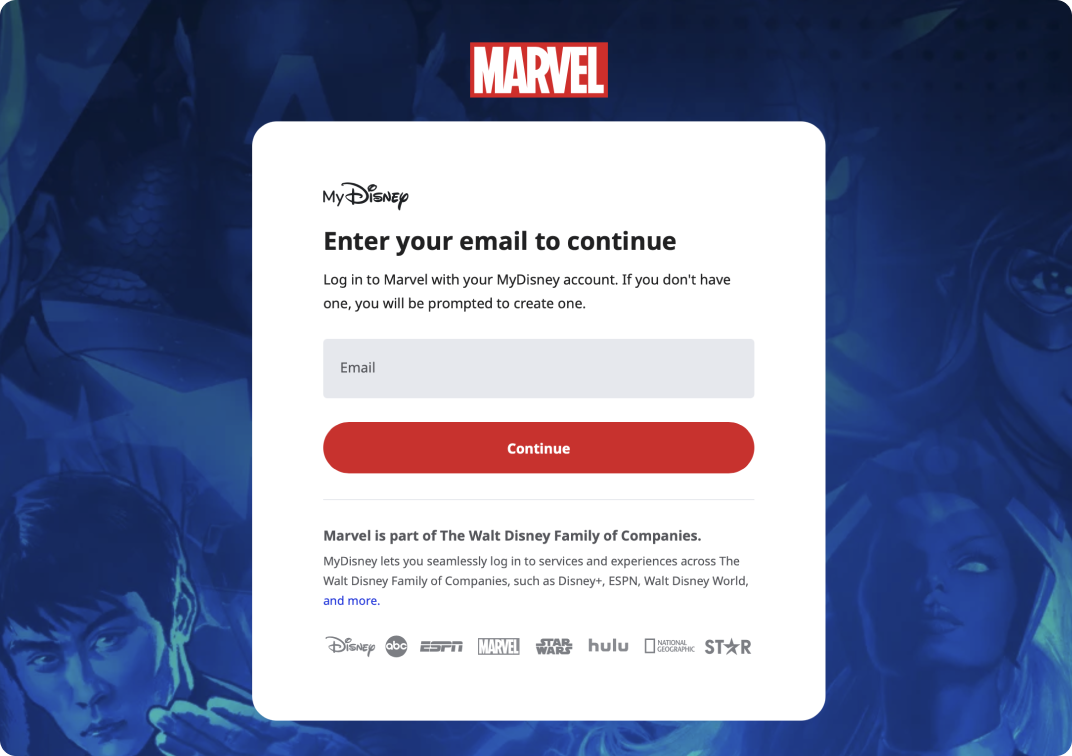 MARVEL
My Disney
Enter your email to continue
Log in to Marvel with your MyDisney account. If you don't have
one, you will be prompted to create one.
Email
Continue
Marvel is part of The Walt Disney Family of Companies.
MyDisney lets you seamlessly log in to services and experiences across The
Walt Disney Family of Companies, such as Disney+, ESPN, Walt Disney World,
and more.
Disney abc ESPN MARVEL STAR WARS hulu NATIONAL GEOGRAPHIC ST★R